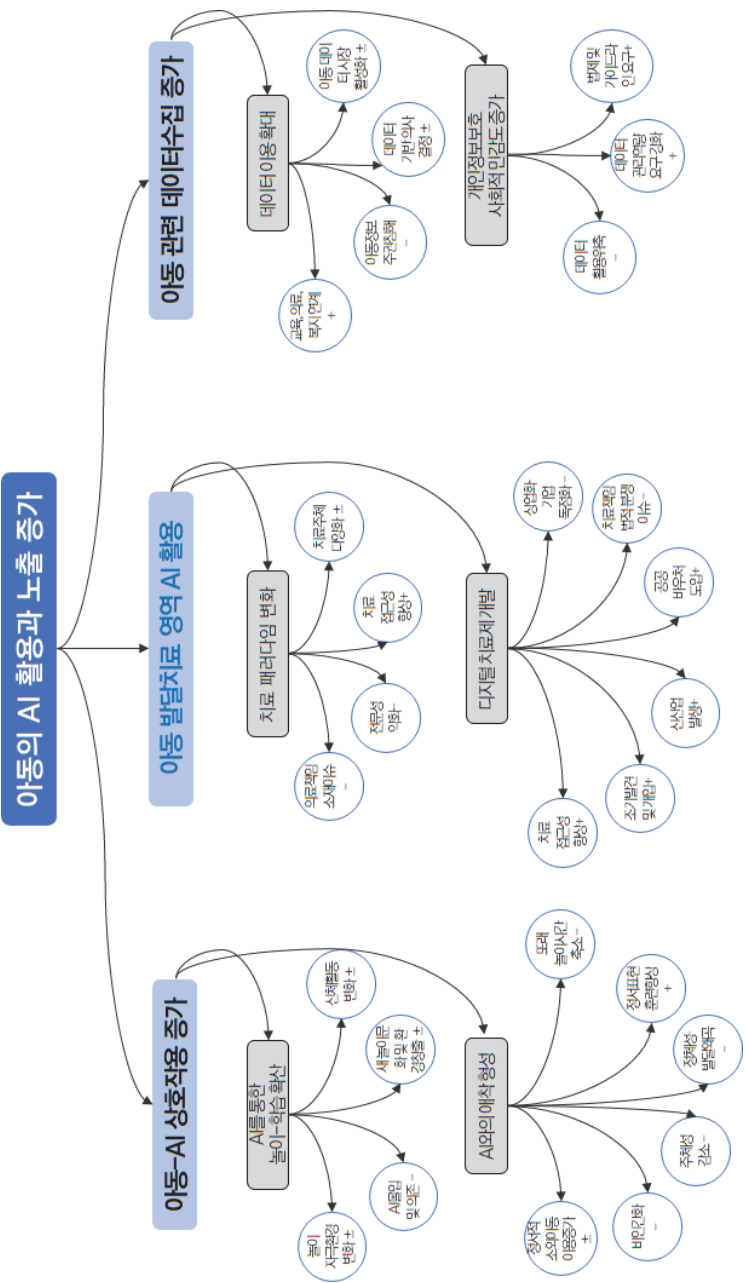 아동의 AI 활용과 노출 증가
아동-AI 상호작용 증가
AI를통한
놀이-학습 확산
놀이
자극환경
변화 ±
AI몰입
및 의존 -
새놀이문
화 및 환
경창출 ±
신체활동
변화 ±
AI와의 애착 형성
정서적
소외아동
이용증가
±
비인간화
-
주체성
감소 -
정체성
발달왜곡
-
정서표현
훈련향상
+
또래
놀이시간
축소 -
아동 발달치료 영역 AI 활용
치료 패러다임 변화
의료책임
소재이슈
-
전문성
약화-
치료
접근성
향상+
치료주체
다양화 ±
디지털 치료제 개발
치료
접근성
향상+
조기발견
및 개입+
신산업
발생+
공공
바우처
도입+
치료책임
법적 분쟁
이슈 -
상업화
기업
독점화 -
아동 관련 데이터수집 증가
데이터 이용 확대
교육, 의료,
복지 연계
+
아동정보
주권침해
-
데이터
기반 의사
결정 ±
아동 데이
터 시장
활성화 ±
개인정보보호
사회적 민감도 증가
데이터
활용위축
-
데이터
관리역량
요구 강화
+
법제 및
가이드라
인 요구+